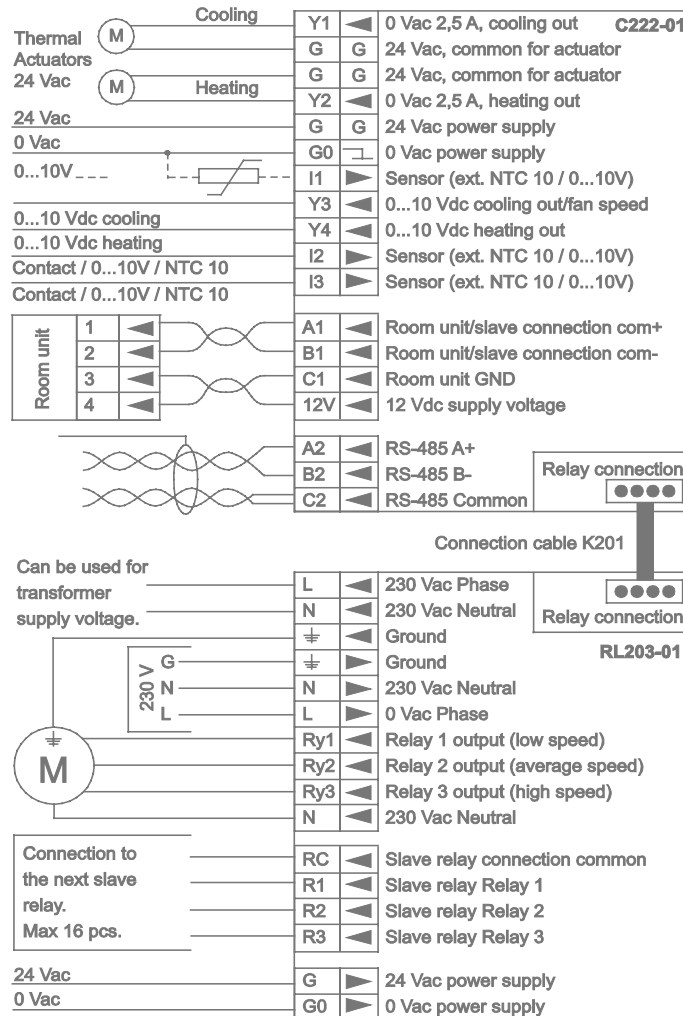 Cooling
Y1 0 Vac 2,5 A, cooling out C222-01
Thermal
Actuators
24 Vac
M
G G 24 Vac, common for actuator
G G 24 Vac, common for actuator
M
Heating
Y2 0 Vac 2,5 A, heating out
24 Vac
G G 24 Vac power supply
0 Vac
G0 0 Vac power supply
0...10V
I1 Sensor (ext. NTC 10 / 0...10V)
Y3 0...10 Vdc cooling out/fan speed
0...10 Vdc cooling
Y4 0...10 Vdc heating out
0...10 Vdc heating
I2 Sensor (ext. NTC 10 / 0...10V)
Contact / 0...10V / NTC 10
I3 Sensor (ext. NTC 10 / 0...10V)
Contact / 0...10V / NTC 10
Room unit
1 A1 Room unit/slave connection com+
2 B1 Room unit/slave connection com-
3 C1 Room unit GND
4 12V 12 Vdc supply voltage
A2 RS-485 A+
B2 RS-485 B-
C2 RS-485 Common
Relay connection
Connection cable K201
Can be used for
transformer
supply voltage.
L 230 Vac Phase
N 230 Vac Neutral
Relay connection
Ground
RL203-01
230 V
G Ground
N N 230 Vac Neutral
L L 0 Vac Phase
M
Ry1 Relay 1 output (low speed)
Ry2 Relay 2 output (average speed)
Ry3 Relay 3 output (high speed)
N 230 Vac Neutral
Connection to
the next slave
relay.
Max 16 pcs.
RC Slave relay connection common
R1 Slave relay Relay 1
R2 Slave relay Relay 2
R3 Slave relay Relay 3
24 Vac
G 24 Vac power supply
0 Vac
G0 0 Vac power supply